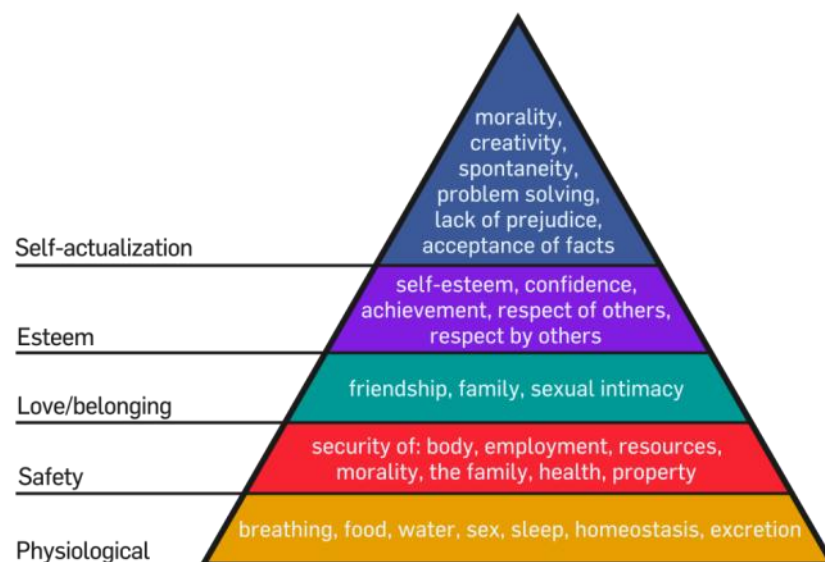 morality,
creativity,
spontaneity,
problem solving,
lack of prejudice,
acceptance of facts
Self-actualization
self-esteem, confidence,
achievement, respect of others,
respect by others
Esteem
friendship, family, sexual intimacy
Love/belonging
security of: body, employment, resources,
morality, the family, health, property
Safety
breathing, food, water, sex, sleep, homeostasis, excretion
Physiological